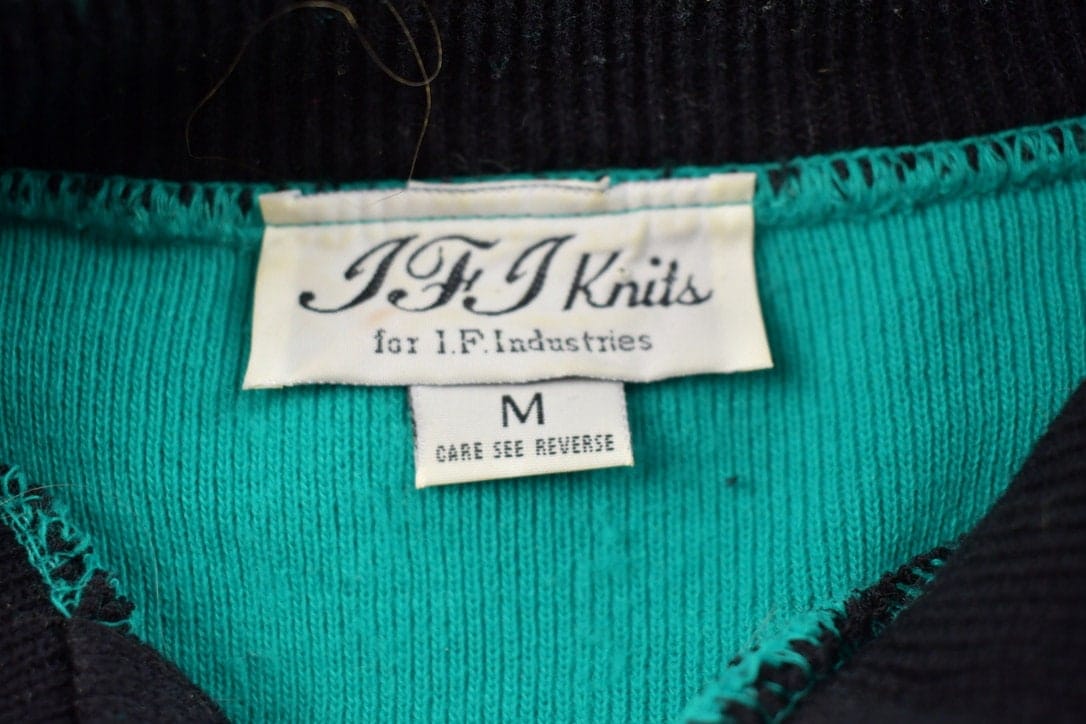 IFI Knits
for I.F. Industries
M
CARE SEE REVERSE